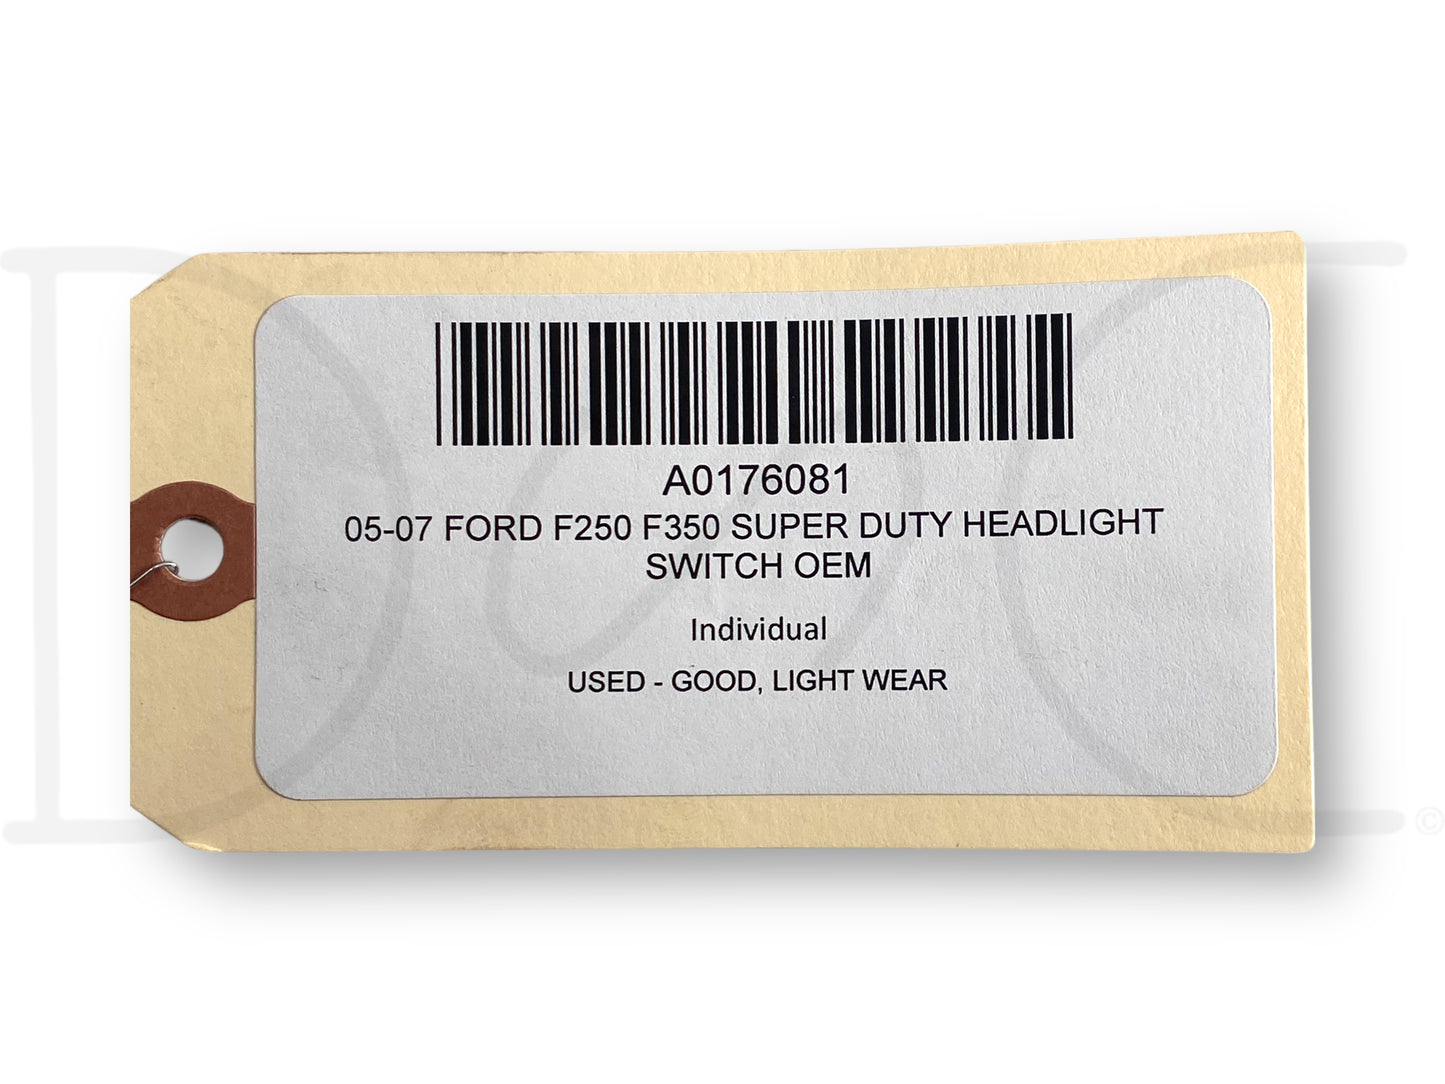 A0176081
05-07 FORD F250 F350 SUPER DUTY HEADLIGHT
SWITCH OEM
Individual
USED - GOOD, LIGHT WEAR
©